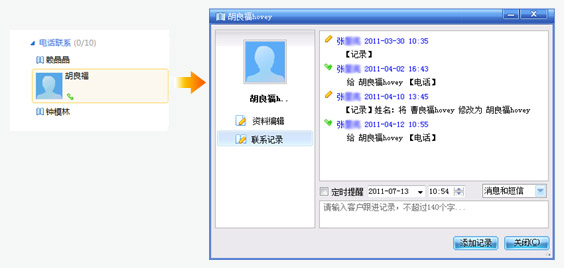 电话联系 (0/10)
赖晶晶
胡良福
钟模林
胡良福hovey
胡良福h..
资料编辑
联系记录
张 2011-03-30 10:35
【记录】
张 2011-04-02 16:43
给 胡良福hovey 【电话】
张 2011-04-10 13:45
【记录】姓名: 将 曹良福hovey 修改为 胡良福hovey
张 2011-04-12 10:55
给 胡良福hovey 【电话】
定时提醒 2011-07-13 10:54 消息和短信
请输入客户跟进记录，不超过140个字...
添加记录 关闭(C)